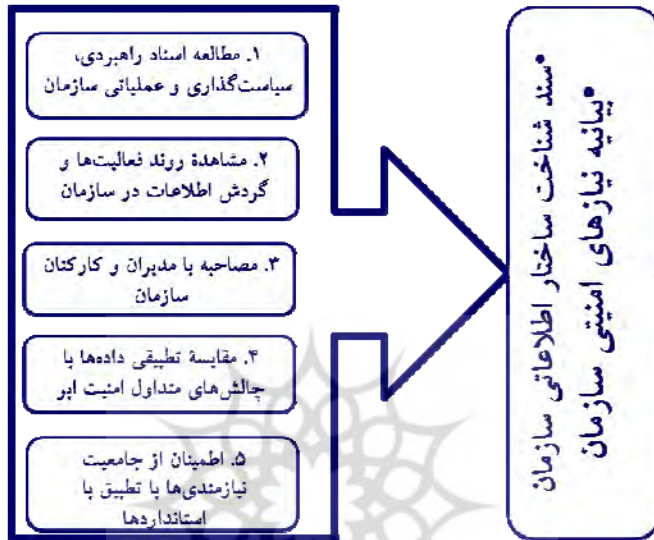 ۱. مطالعه اسناد راهبردی،
سیاست‌گذاری و عملیاتی سازمان
۲. مشاهدة روند فعالیت‌ها و
گردش اطلاعات در سازمان
۳. مصاحبه با مدیران و کارکنان
سازمان
۴. مقایسة تطبیقی داده‌ها با
چالش‌های متداول امنیت ابر
۵. اطمینان از جامعیت
نیازمندی‌ها با تطبیق با
استانداردها
•سند شناخت ساختار اطلاعاتی سازمان
•بیانیه نیازهای امنیتی سازمان